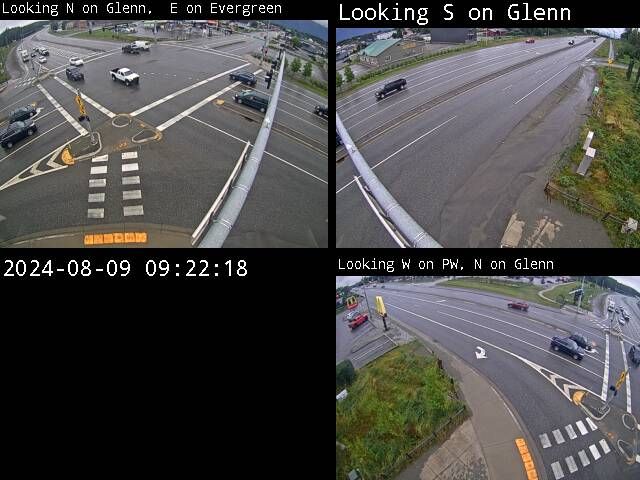 Looking N on Glenn, E on Evergreen
Looking S on Glenn
2024-08-09 09:22:18
Looking W on PW, N on Glenn